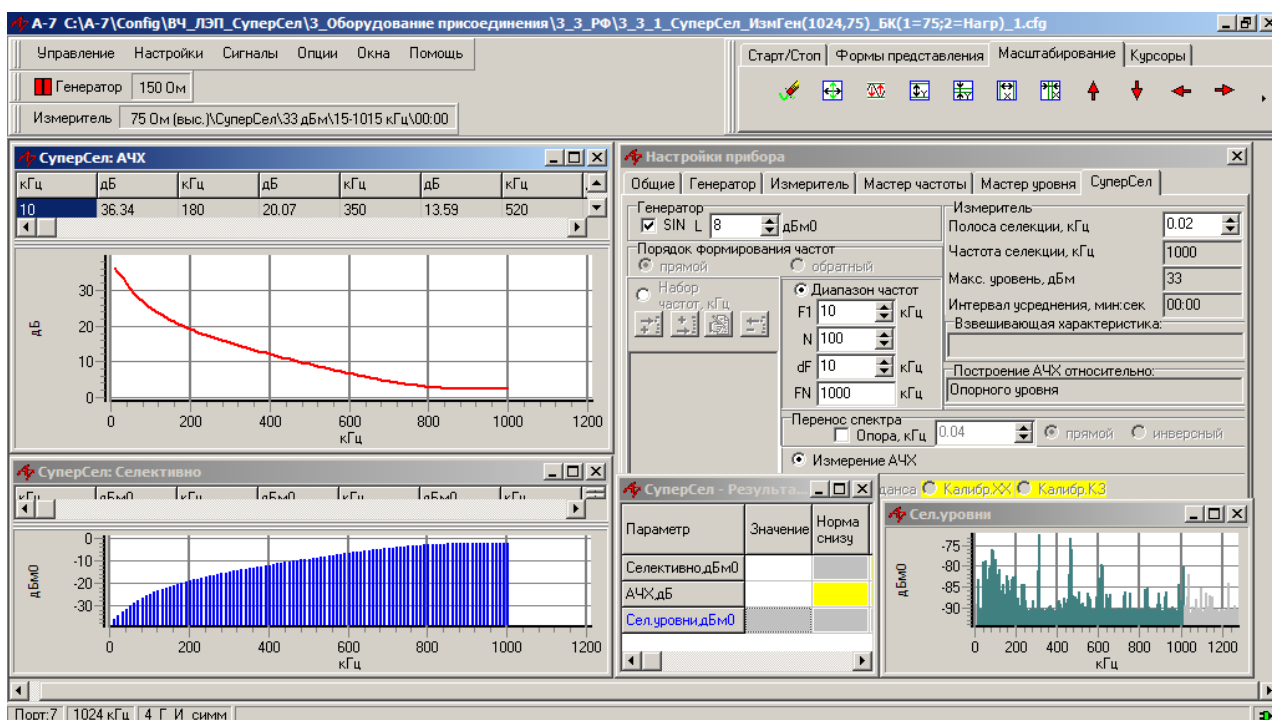 А-7 C:\A-7\Config\ВЧ_ЛЭП_СуперСел\3_Оборудование присоединения\3_3_РФ\3_3_1_СуперСел_ИзмГен(1024,75)_БК(1=75;2=Нагр)_1.cfg
Управление Настройки Сигналы Опции Окна Помощь
Генератор 150 Ом
Измеритель 75 Ом (выс.)\СуперСел\33 дБм\15-1015 кГц\00:00
Старт/Стоп Формы представления Масштабирование Курсоры
СуперСел: АЧХ
кГц дБ кГц дБ кГц дБ кГц
10 36.34 180 20.07 350 13.59 520
дБ
30
20
10
0
0 200 400 600 800 1000 1200
кГц
СуперСел: Селективно
кГц дБм0 кГц дБм0 кГц дБм0 кГц
дБм0
0
-10
-20
-30
0 200 400 600 800 1000 1200
кГц
Настройки прибора
Общие Генератор Измеритель Мастер частоты Мастер уровня СуперСел
Генератор
SIN L 8 дБм0
Порядок формирования частот
прямой обратный
Набор
частот, кГц
Диапазон частот
F1 10 кГц
N 100
dF 10 кГц
FN 1000 кГц
Измеритель
Полоса селекции, кГц 0.02
Частота селекции, кГц 1000
Макс. уровень, дБм 33
Интервал усреднения, мин:сек 00:00
Взвешивающая характеристика:
Построение АЧХ относительно:
Опорного уровня
Перенос спектра
Опора, кГц 0.04 прямой инверсный
Измерение АЧХ
данса Калибр.ХХ Калибр.КЗ
СуперСел - Результа...
Параметр Значение Норма снизу
Селективно,дБм0
АЧХ,дБ
Сел.уровни,дБм0
Сел.уровни
дБм0
-75
-80
-85
-90
0 200 400 600 800 1000 1200
кГц
Порт:7 1024 кГц 4 Г И симм